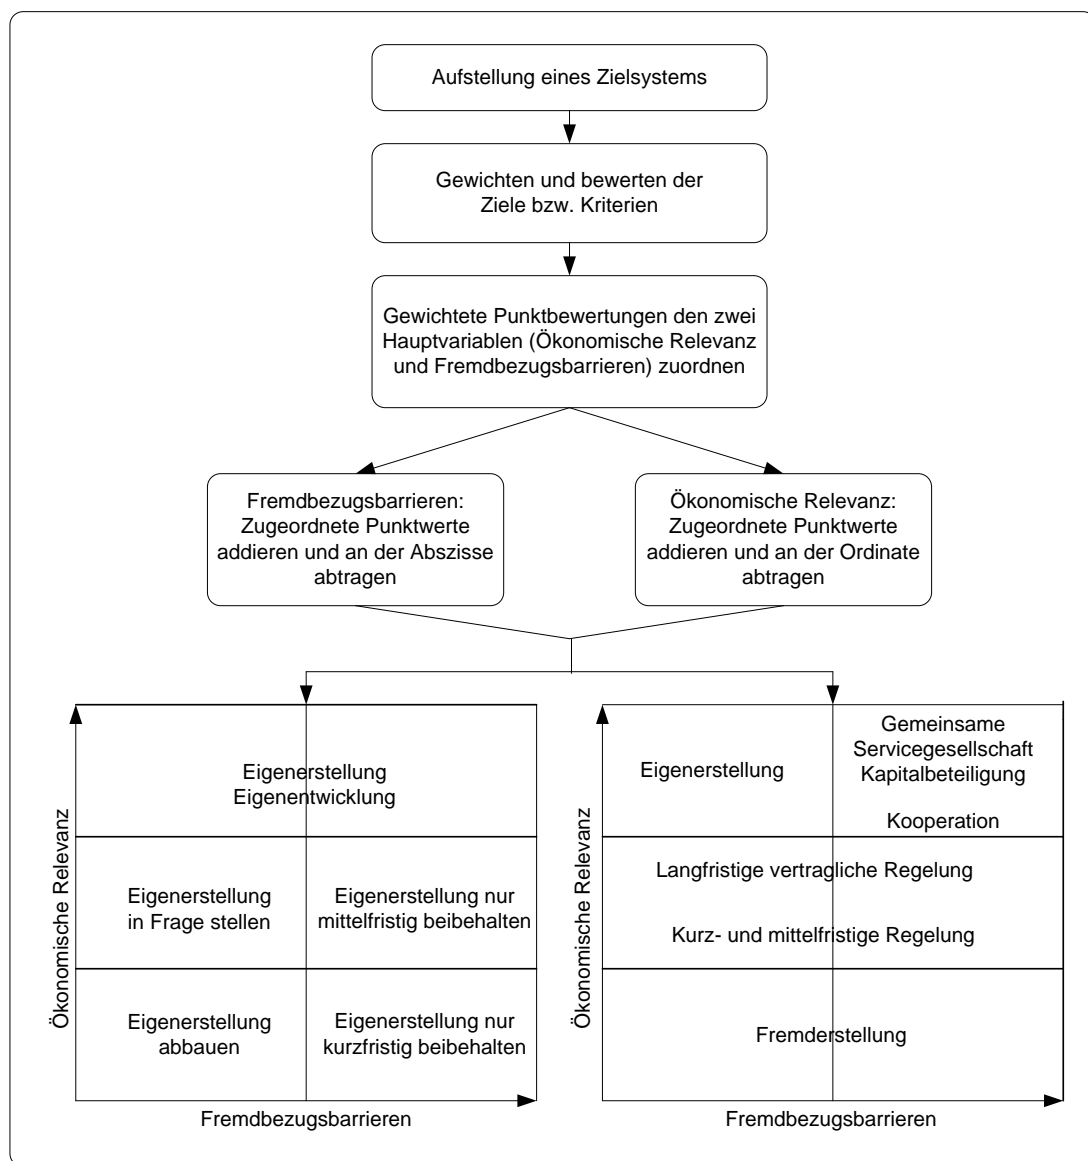 Aufstellung eines Zielsystems
Gewichten und bewerten der
Ziele bzw. Kriterien
Gewichtete Punktbewertungen den zwei
Hauptvariablen (Ökonomische Relevanz
und Fremdbezugsbarrieren) zuordnen
Fremdbezugsbarrieren:
Zugeordnete Punktwerte
addieren und an der Abszisse
abtragen
Ökonomische Relevanz:
Zugeordnete Punktwerte
addieren und an der Ordinate
abtragen
Ökonomische Relevanz
Eigenerstellung
Eigenentwicklung
Eigenerstellung
in Frage stellen
Eigenerstellung nur
mittelfristig beibehalten
Eigenerstellung
abbauen
Eigenerstellung nur
kurzfristig beibehalten
Fremdbezugsbarrieren
Ökonomische Relevanz
Eigenerstellung
Gemeinsame
Servicegesellschaft
Kapitalbeteiligung
Kooperation
Langfristige vertragliche Regelung
Kurz- und mittelfristige Regelung
Fremderstellung
Fremdbezugsbarrieren